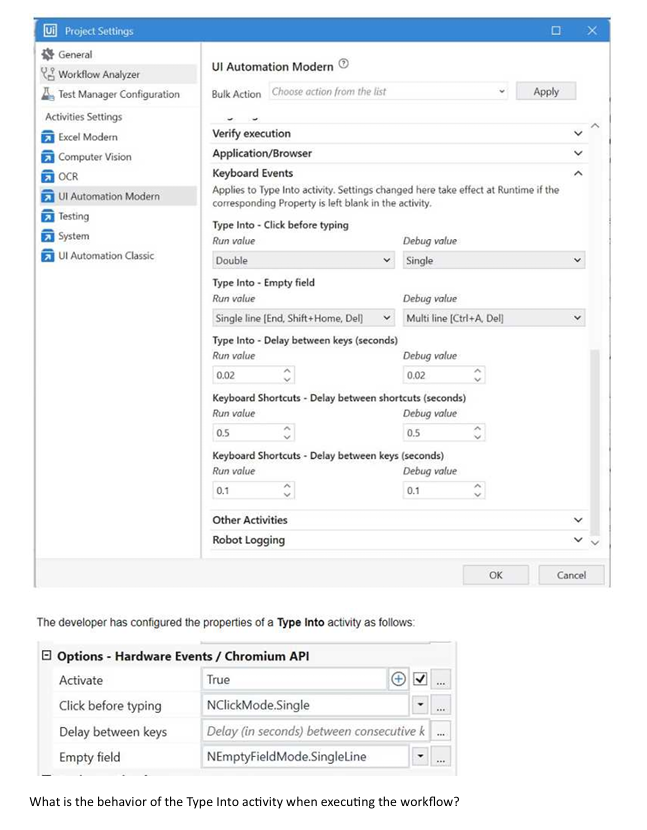 Ui Project Settings
General
Workflow Analyzer
Test Manager Configuration
Activities Settings
Excel Modern
Computer Vision
OCR
UI Automation Modern
Testing
System
UI Automation Classic
UI Automation Modern ?
Bulk Action Choose action from the list Apply
Verify execution
Application/Browser
Keyboard Events
Applies to Type Into activity. Settings changed here take effect at Runtime if the
corresponding Property is left blank in the activity.
Type Into - Click before typing
Run value Debug value
Double Single
Type Into - Empty field
Run value Debug value
Single line [End, Shift+Home, Del] Multi line [Ctrl+A, Del]
Type Into - Delay between keys (seconds)
Run value Debug value
0.02 0.02
Keyboard Shortcuts - Delay between shortcuts (seconds)
Run value Debug value
0.5 0.5
Keyboard Shortcuts - Delay between keys (seconds)
Run value Debug value
0.1 0.1
Other Activities
Robot Logging
OK Cancel
The developer has configured the properties of a Type Into activity as follows:
Options - Hardware Events / Chromium API
Activate True ...
Click before typing NClickMode.Single ...
Delay between keys Delay (in seconds) between consecutive k ...
Empty field NEmptyFieldMode.SingleLine ...
What is the behavior of the Type Into activity when executing the workflow?